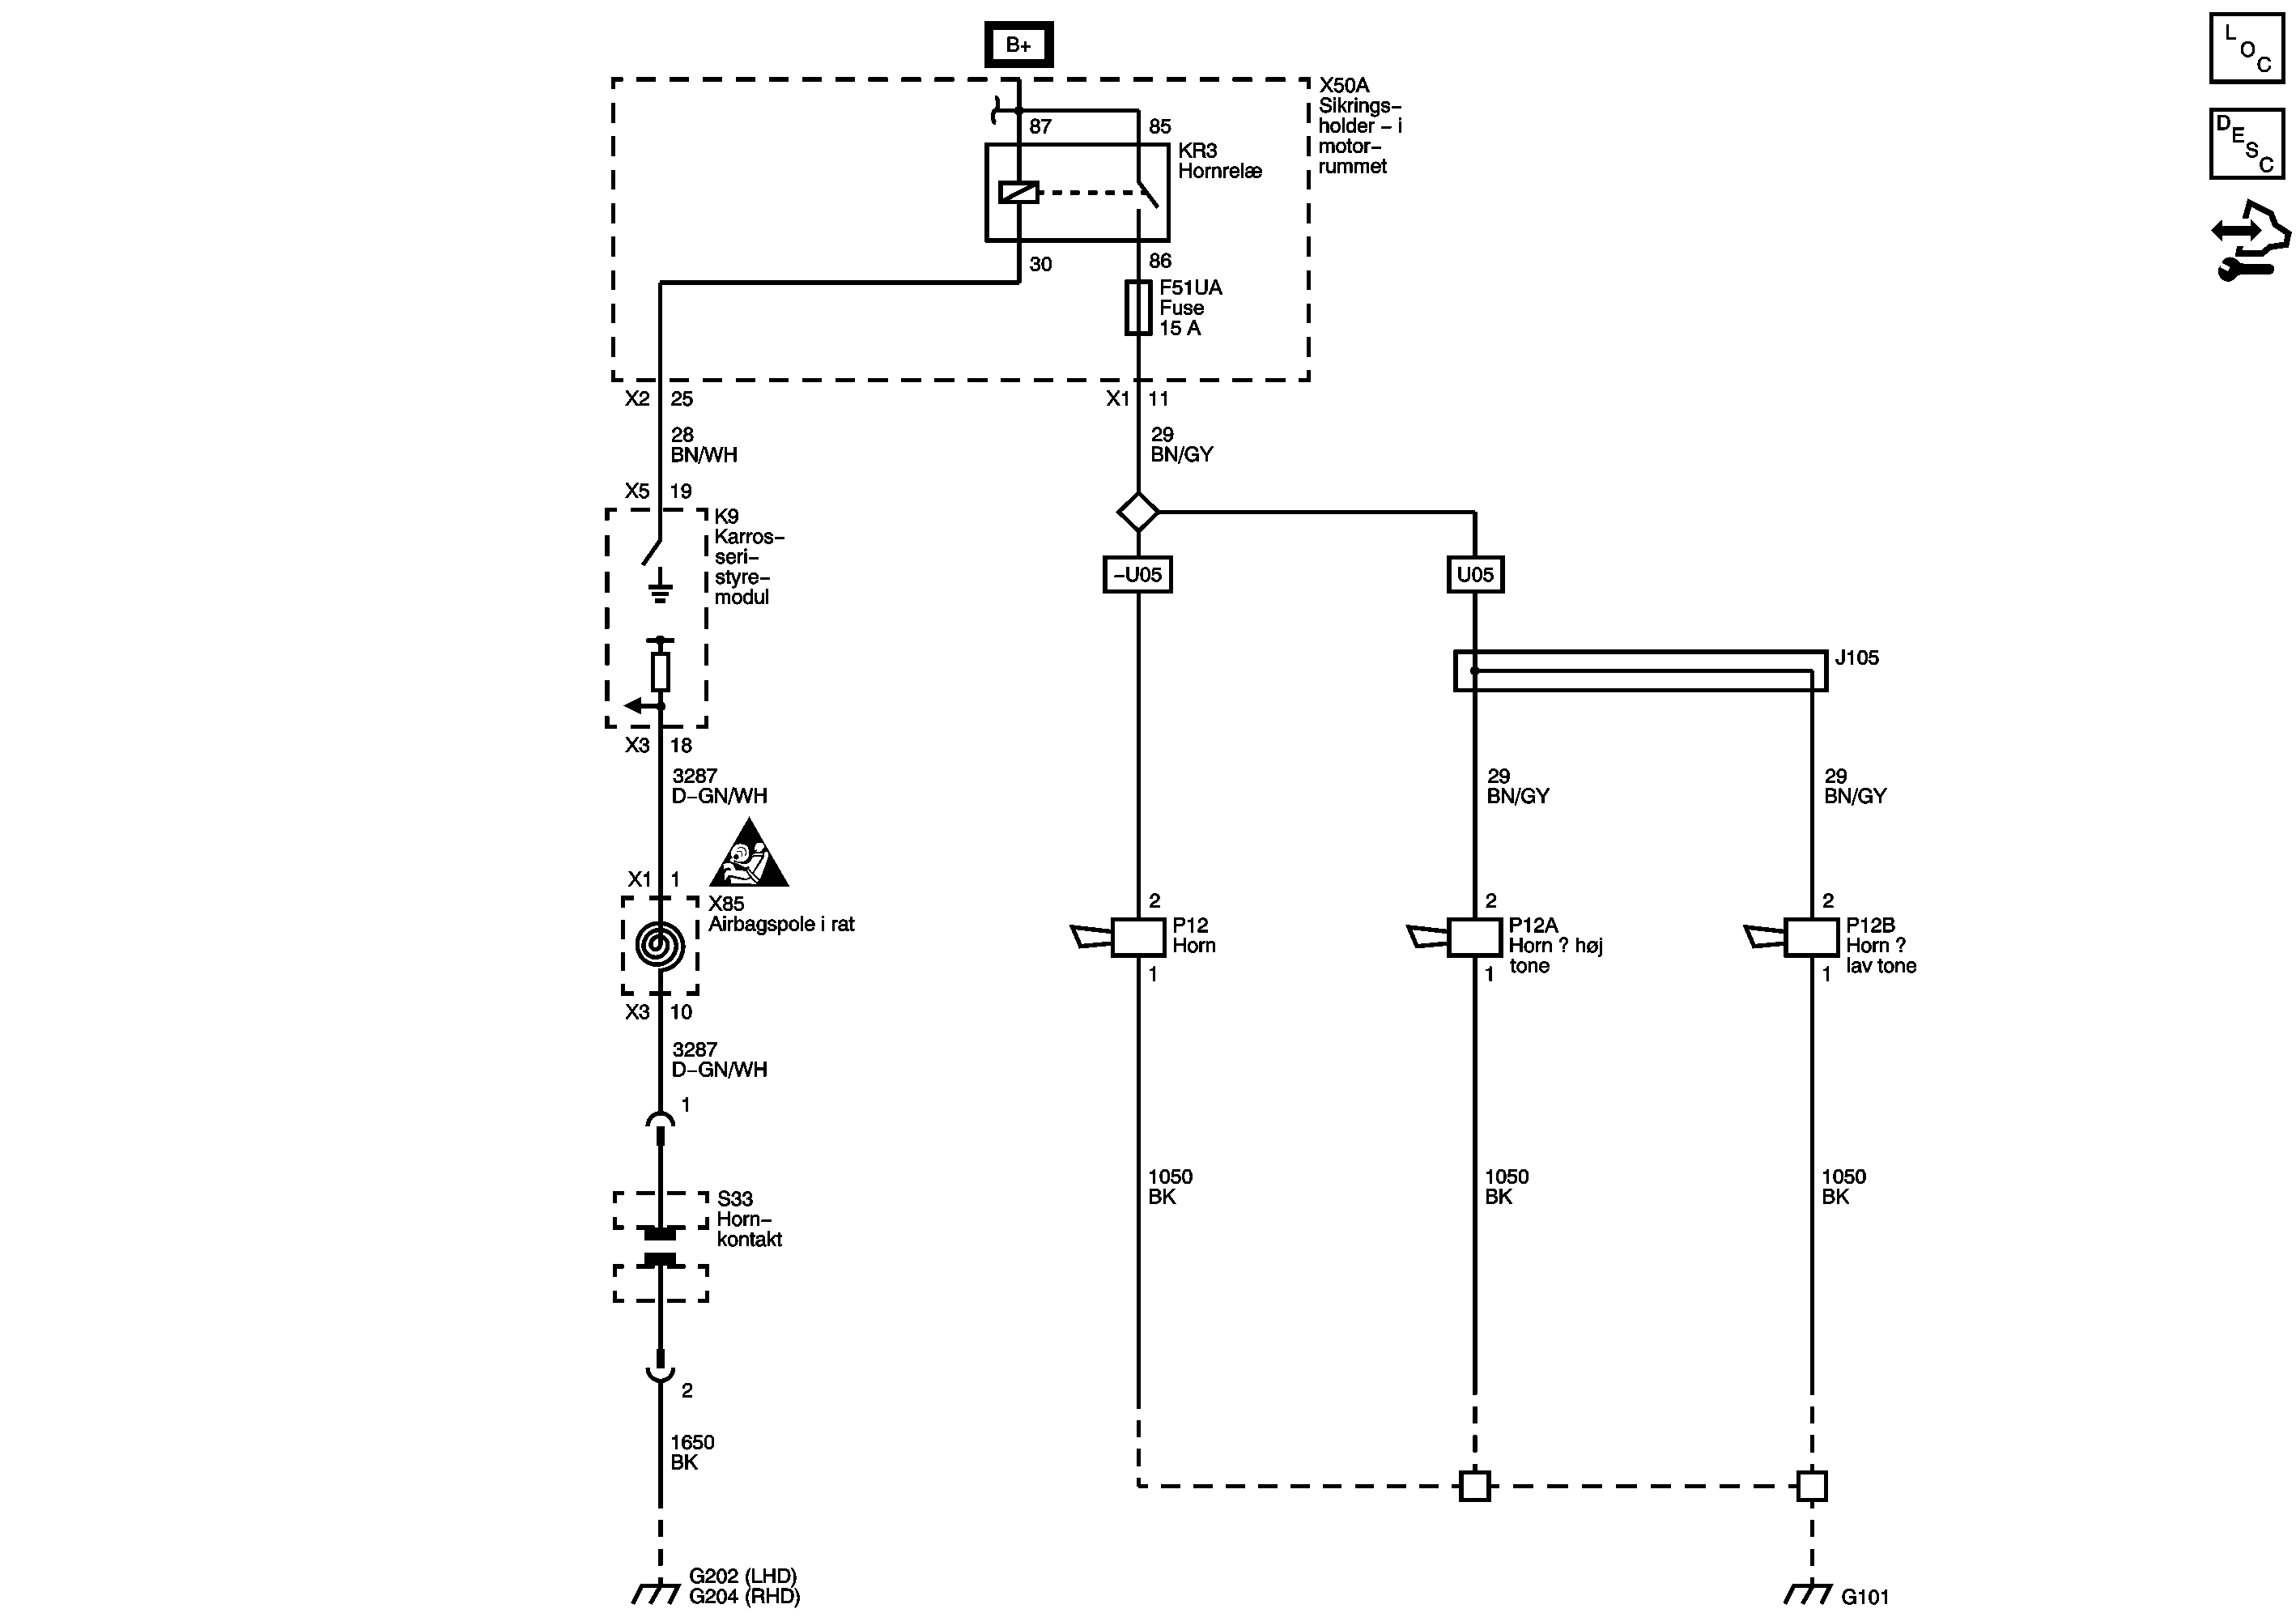 B+
L
O
C
X50A
Sikrings–
holder – i
motor–
rummet
87
85
KR3
Hornrelæ
D
E
S
C
30
86
F51UA
Fuse
15 A
X2 25
X1 11
28
BN/WH
29
BN/GY
X5 19
K9
Karros–
seri–
styre–
modul
–U05
U05
J105
X3 18
3287
D–GN/WH
29
BN/GY
29
BN/GY
X1 1
X85
Airbagspole i rat
2
P12
Horn
1
2
P12A
Horn ? høj
tone
1
2
P12B
Horn ?
lav tone
1
X3 10
3287
D–GN/WH
1
S33
Horn–
kontakt
1050
BK
1050
BK
1050
BK
2
1650
BK
G202 (LHD)
G204 (RHD)
G101